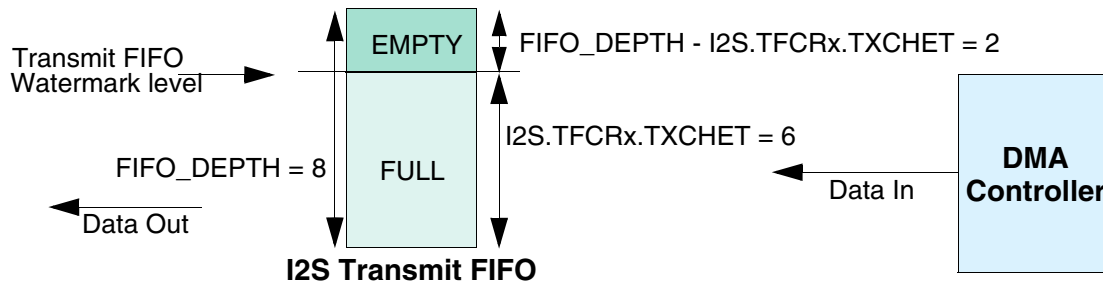 EMPTY
FIFO_DEPTH - I2S.TFCRx.TXCHET = 2
Transmit FIFO
Watermark level
I2S.TFCRx.TXCHET = 6
FIFO_DEPTH = 8
FULL
DMA
Controller
Data In
Data Out
I2S Transmit FIFO